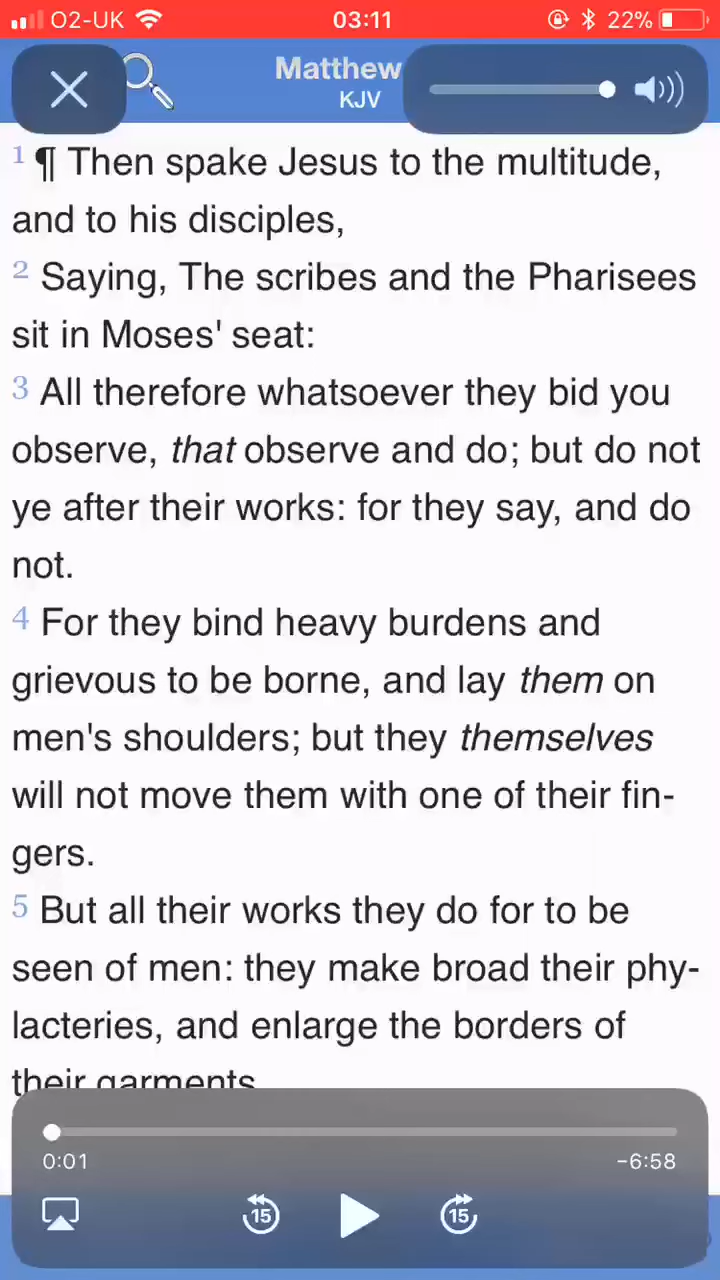 O2-UK 03:11 22%
Matthew
KJV
1 ¶ Then spake Jesus to the multitude,
and to his disciples,
2 Saying, The scribes and the Pharisees
sit in Moses' seat:
3 All therefore whatsoever they bid you
observe, that observe and do; but do not
ye after their works: for they say, and do
not.
4 For they bind heavy burdens and
grievous to be borne, and lay them on
men's shoulders; but they themselves
will not move them with one of their fin-
gers.
5 But all their works they do for to be
seen of men: they make broad their phy-
lacteries, and enlarge the borders of
their garments
0:01 −6:58
15 15